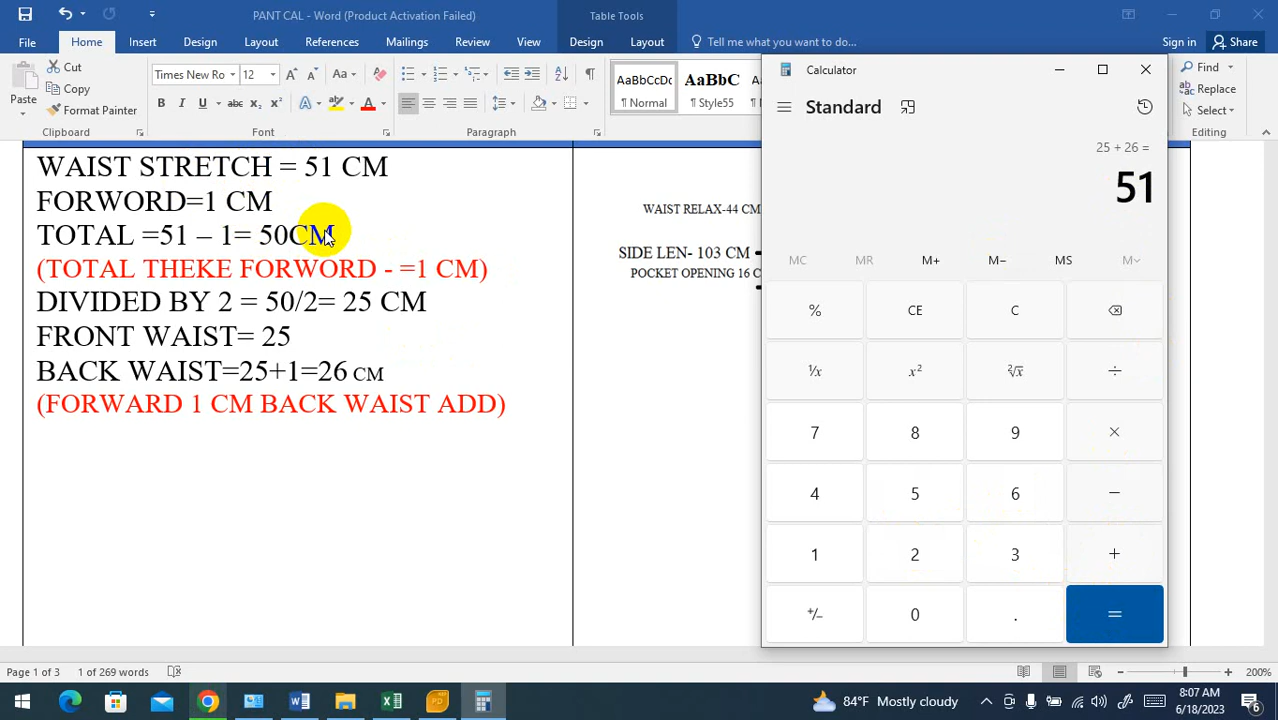 PANT CAL - Word (Product Activation Failed)
Table Tools
File
Home
Insert
Design
Layout
References
Mailings
Review
View
Design
Layout
Tell me what you want to do...
Sign in
Share
Paste
Cut
Copy
Format Painter
Clipboard
Times New Ro
12
Font
Paragraph
AaBbCcDc
¶ Normal
AaBbC
¶ Style55
Find
Replace
Select
Editing
WAIST STRETCH = 51 CM
FORWORD=1 CM
TOTAL =51 – 1= 50CM
(TOTAL THEKE FORWORD - =1 CM)
DIVIDED BY 2 = 50/2= 25 CM
FRONT WAIST= 25
BACK WAIST=25+1=26 CM
(FORWARD 1 CM BACK WAIST ADD)
WAIST RELAX-44 CM
SIDE LEN- 103 CM
POCKET OPENING 16 C
Calculator
Standard
25 + 26 =
51
MC MR M+ M− MS M
% CE C
¹/x x² ²√x ÷
7 8 9 ×
4 5 6 −
1 2 3 +
+/− 0 . =
Page 1 of 3
1 of 269 words
200%
84°F Mostly cloudy
8:07 AM
6/18/2023
6